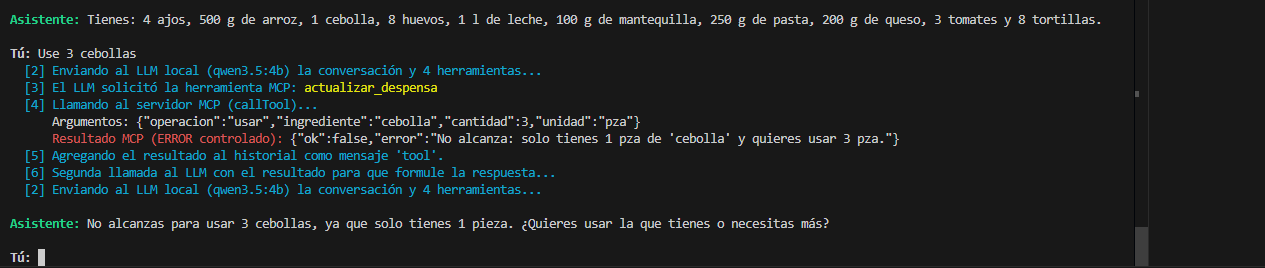 Asistente: Tienes: 4 ajos, 500 g de arroz, 1 cebolla, 8 huevos, 1 l de leche, 100 g de mantequilla, 250 g de pasta, 200 g de queso, 3 tomates y 8 tortillas.
Tú: Use 3 cebollas
[2] Enviando al LLM local (qwen3.5:4b) la conversación y 4 herramientas...
[3] El LLM solicitó la herramienta MCP: actualizar_despensa
[4] Llamando al servidor MCP (callTool)...
Argumentos: {"operacion":"usar","ingrediente":"cebolla","cantidad":3,"unidad":"pza"}
Resultado MCP (ERROR controlado): {"ok":false,"error":"No alcanza: solo tienes 1 pza de 'cebolla' y quieres usar 3 pza."}
[5] Agregando el resultado al historial como mensaje 'tool'.
[6] Segunda llamada al LLM con el resultado para que formule la respuesta...
[2] Enviando al LLM local (qwen3.5:4b) la conversación y 4 herramientas...
Asistente: No alcanzas para usar 3 cebollas, ya que solo tienes 1 pieza. ¿Quieres usar la que tienes o necesitas más?
Tú: